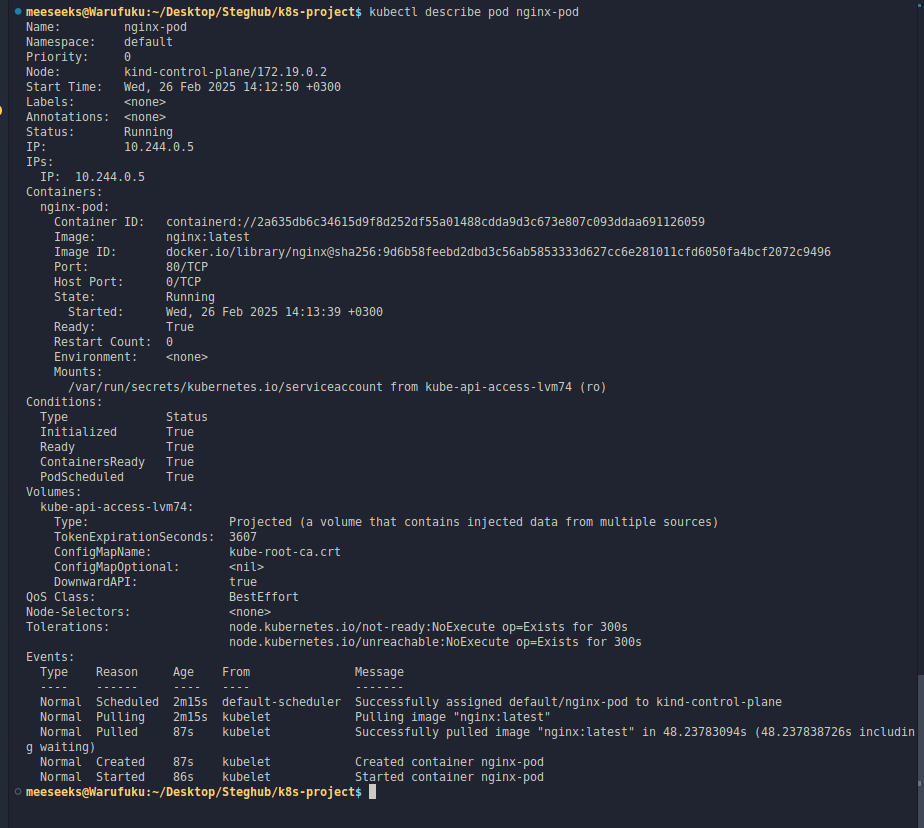 meeseeks@Warufuku:~/Desktop/Steghub/k8s-project$ kubectl describe pod nginx-pod
Name:         nginx-pod
Namespace:    default
Priority:     0
Node:         kind-control-plane/172.19.0.2
Start Time:   Wed, 26 Feb 2025 14:12:50 +0300
Labels:       <none>
Annotations:  <none>
Status:       Running
IP:           10.244.0.5
IPs:
  IP:  10.244.0.5
Containers:
  nginx-pod:
    Container ID:   containerd://2a635db6c34615d9f8d252df55a01488cdda9d3c673e807c093ddaa691126059
    Image:          nginx:latest
    Image ID:       docker.io/library/nginx@sha256:9d6b58feebd2dbd3c56ab5853333d627cc6e281011cfd6050fa4bcf2072c9496
    Port:           80/TCP
    Host Port:      0/TCP
    State:          Running
      Started:      Wed, 26 Feb 2025 14:13:39 +0300
    Ready:          True
    Restart Count:  0
    Environment:    <none>
    Mounts:
      /var/run/secrets/kubernetes.io/serviceaccount from kube-api-access-lvm74 (ro)
Conditions:
  Type              Status
  Initialized       True
  Ready             True
  ContainersReady   True
  PodScheduled      True
Volumes:
  kube-api-access-lvm74:
    Type:                    Projected (a volume that contains injected data from multiple sources)
    TokenExpirationSeconds:  3607
    ConfigMapName:           kube-root-ca.crt
    ConfigMapOptional:       <nil>
    DownwardAPI:             true
QoS Class:                   BestEffort
Node-Selectors:              <none>
Tolerations:                 node.kubernetes.io/not-ready:NoExecute op=Exists for 300s
                             node.kubernetes.io/unreachable:NoExecute op=Exists for 300s
Events:
  Type    Reason     Age    From               Message
  ----    ------     ----   ----               -------
  Normal  Scheduled  2m15s  default-scheduler  Successfully assigned default/nginx-pod to kind-control-plane
  Normal  Pulling    2m15s  kubelet            Pulling image "nginx:latest"
  Normal  Pulled     87s    kubelet            Successfully pulled image "nginx:latest" in 48.23783094s (48.237838726s includin
g waiting)
  Normal  Created    87s    kubelet            Created container nginx-pod
  Normal  Started    86s    kubelet            Started container nginx-pod
meeseeks@Warufuku:~/Desktop/Steghub/k8s-project$